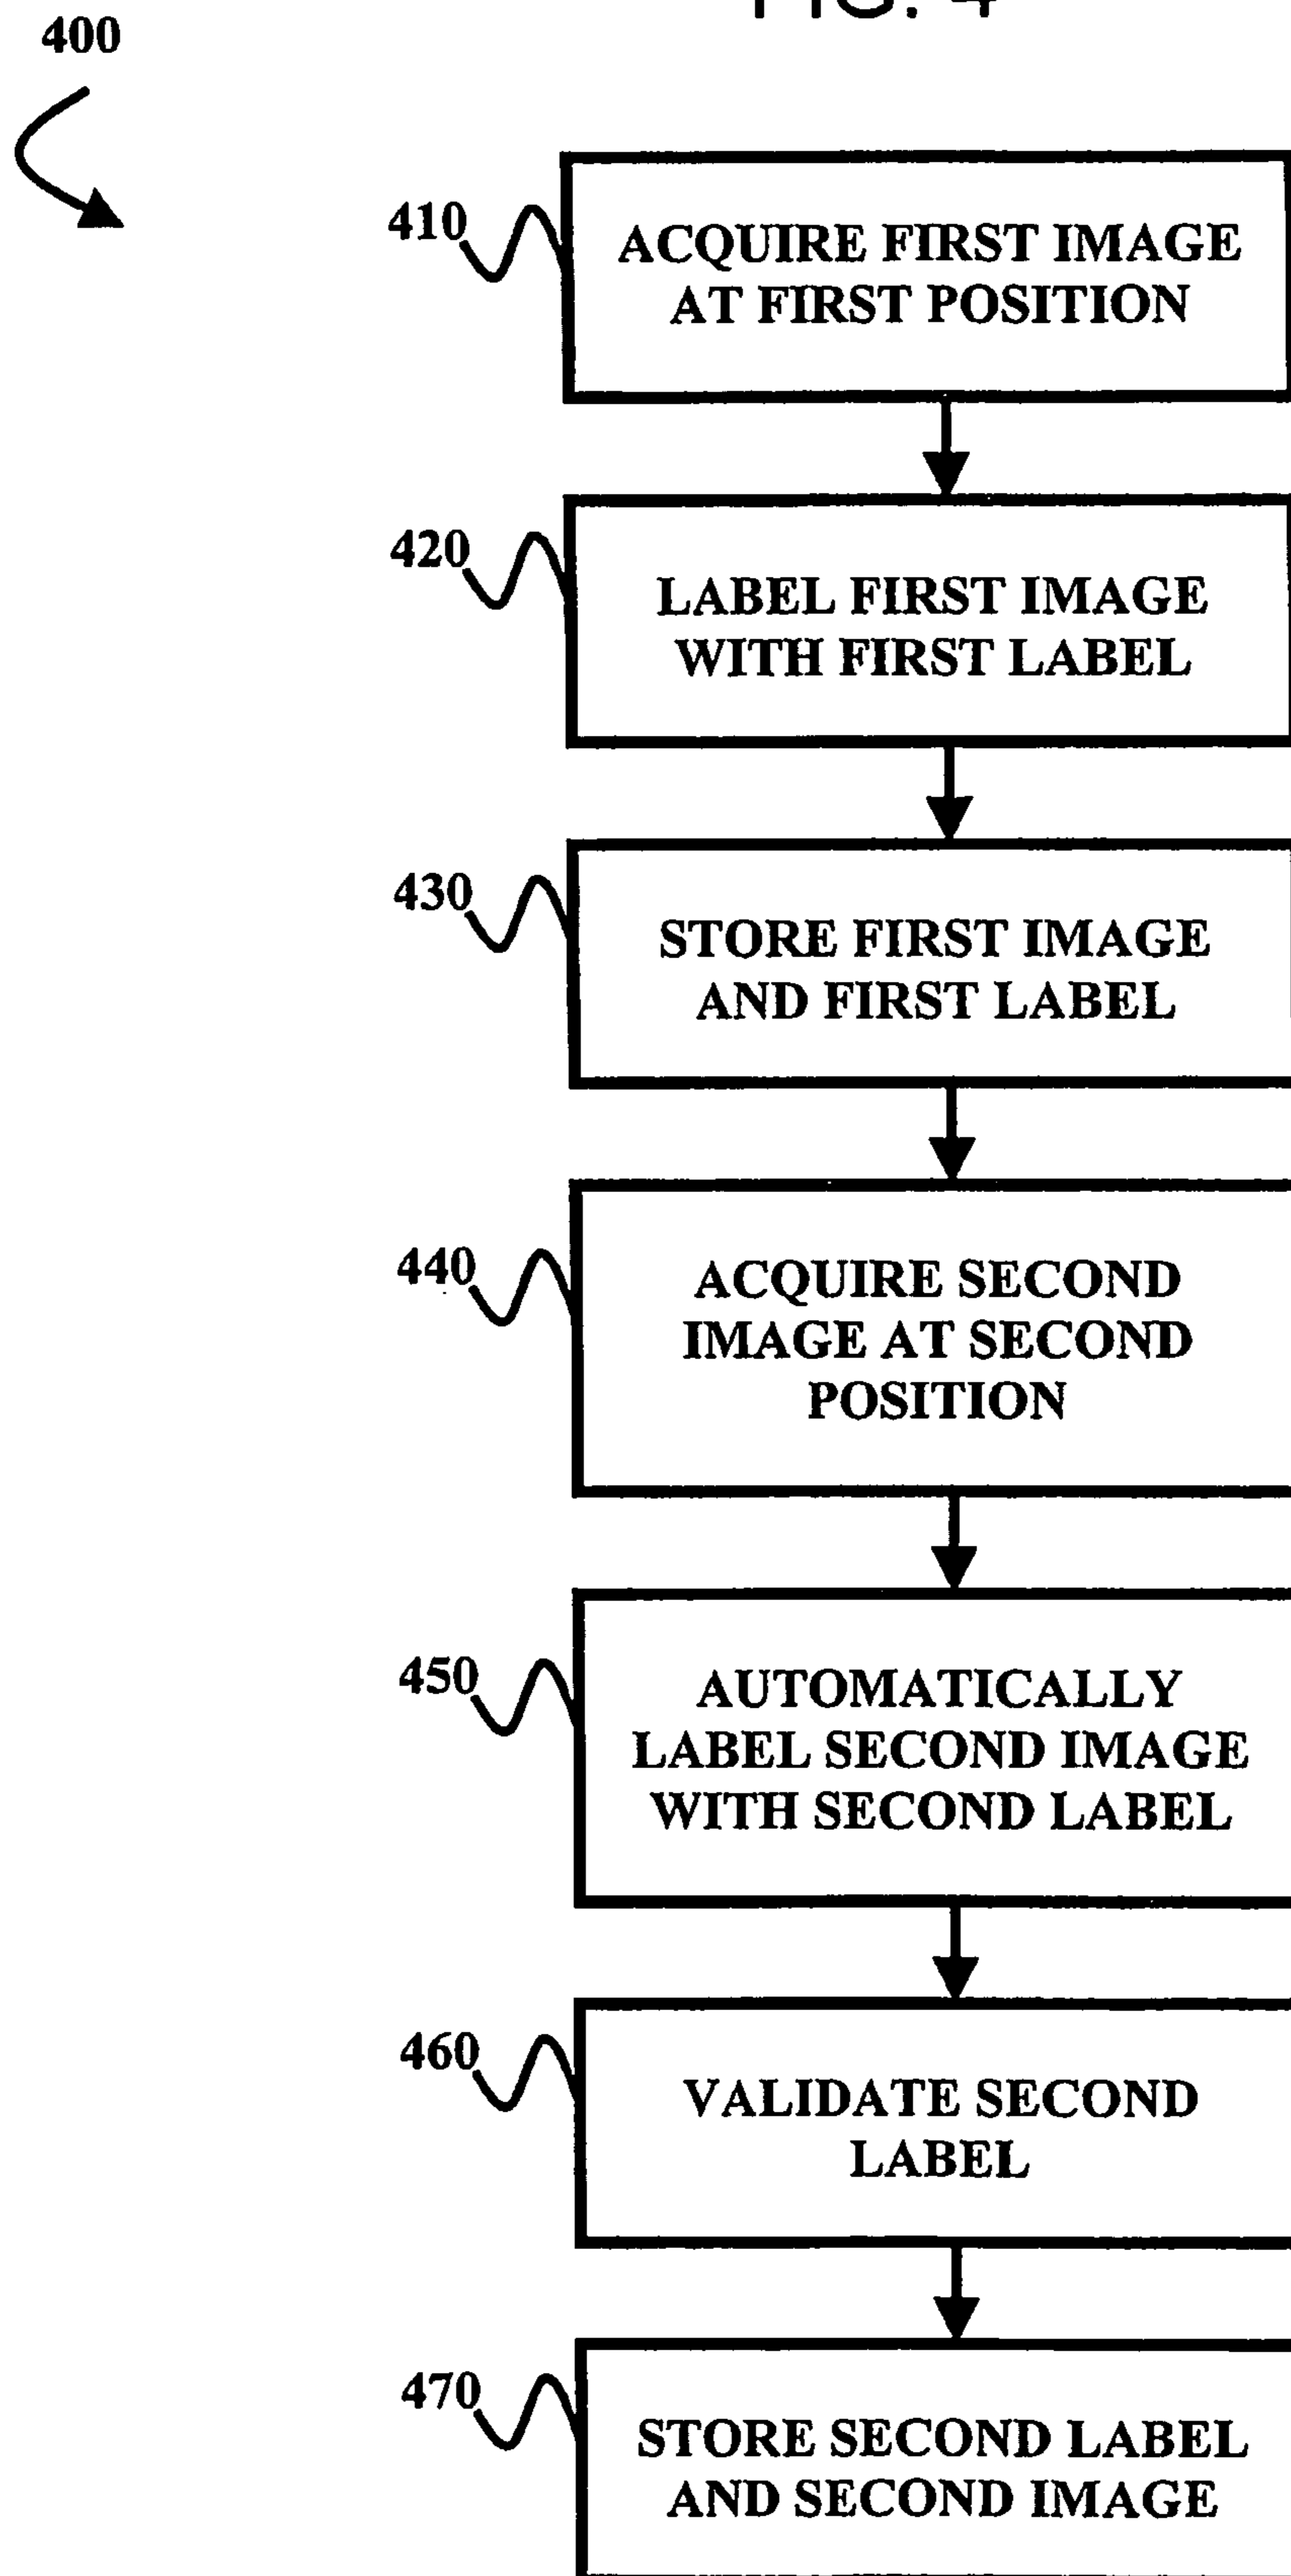 FIG. 4
400
410
ACQUIRE FIRST IMAGE
AT FIRST POSITION
420
LABEL FIRST IMAGE
WITH FIRST LABEL
430
STORE FIRST IMAGE
AND FIRST LABEL
440
ACQUIRE SECOND
IMAGE AT SECOND
POSITION
450
AUTOMATICALLY
LABEL SECOND IMAGE
WITH SECOND LABEL
460
VALIDATE SECOND
LABEL
470
STORE SECOND LABEL
AND SECOND IMAGE